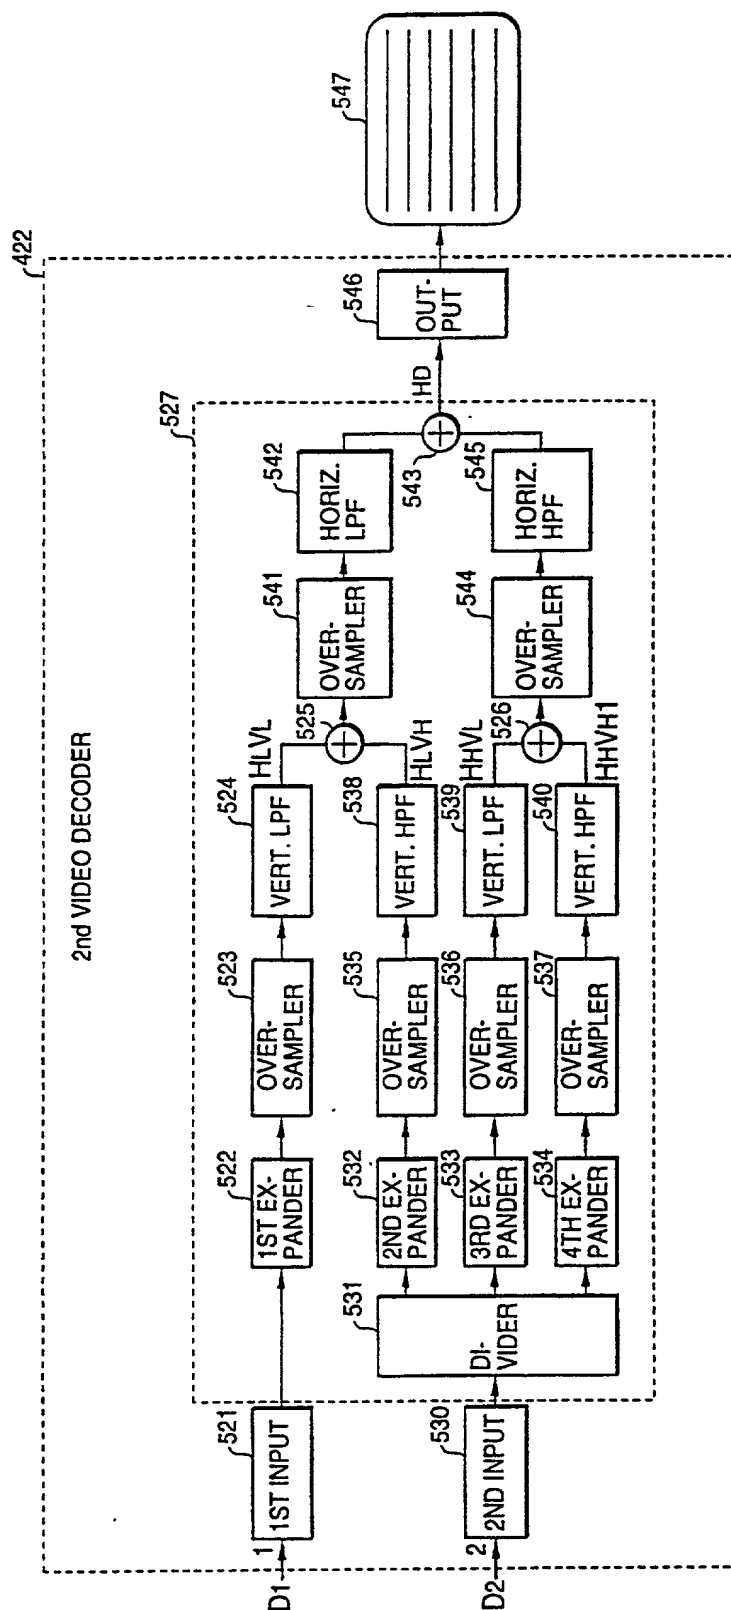 2nd VIDEO DECODER
422
527
D1
1
521
1ST INPUT
522
1ST EX-
PANDER
523
OVER-
SAMPLER
524
VERT. LPF
HLVL
525
541
OVER-
SAMPLER
542
HORIZ.
LPF
D2
2
530
2ND INPUT
531
DI-
VIDER
532
2ND EX-
PANDER
535
OVER-
SAMPLER
538
VERT. HPF
HLVH
533
3RD EX-
PANDER
536
OVER-
SAMPLER
539
VERT. LPF
HHVL
526
534
4TH EX-
PANDER
537
OVER-
SAMPLER
540
VERT. HPF
HHVH1
544
OVER-
SAMPLER
545
HORIZ.
HPF
543
HD
546
OUT-
PUT
547